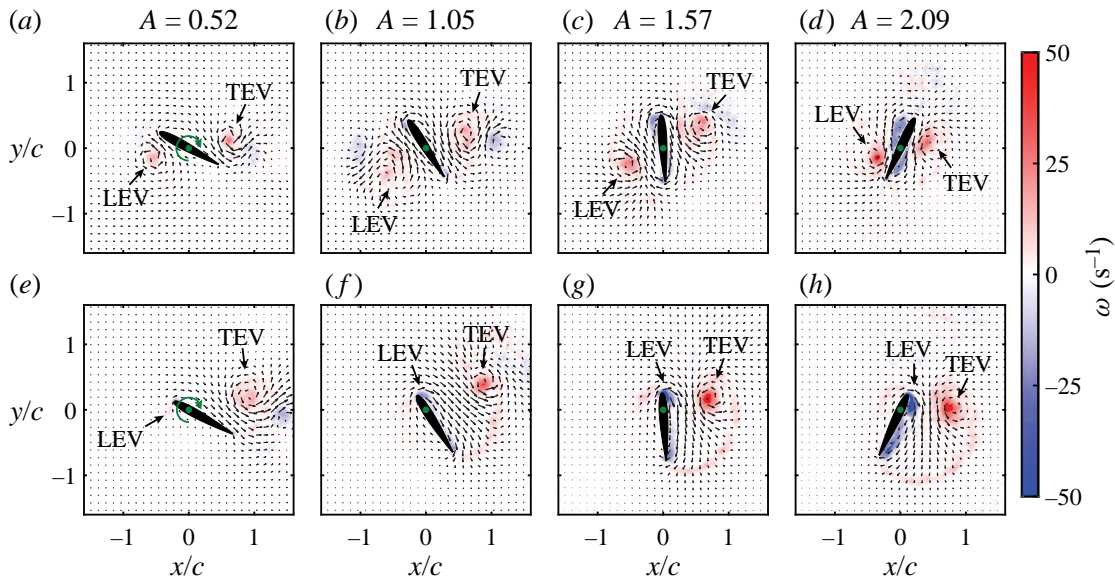 (a) A = 0.52 (b) A = 1.05 (c) A = 1.57 (d) A = 2.09
50
1
TEV
TEV
TEV
LEV
25
y/c 0
LEV
LEV
LEV
TEV
–1
ω (s⁻¹)
0
(e) (f) (g) (h)
1
TEV
LEV TEV
LEV TEV
LEV
TEV
–25
y/c 0
LEV
–1
–50
–1 0 1 –1 0 1 –1 0 1 –1 0 1
x/c x/c x/c x/c